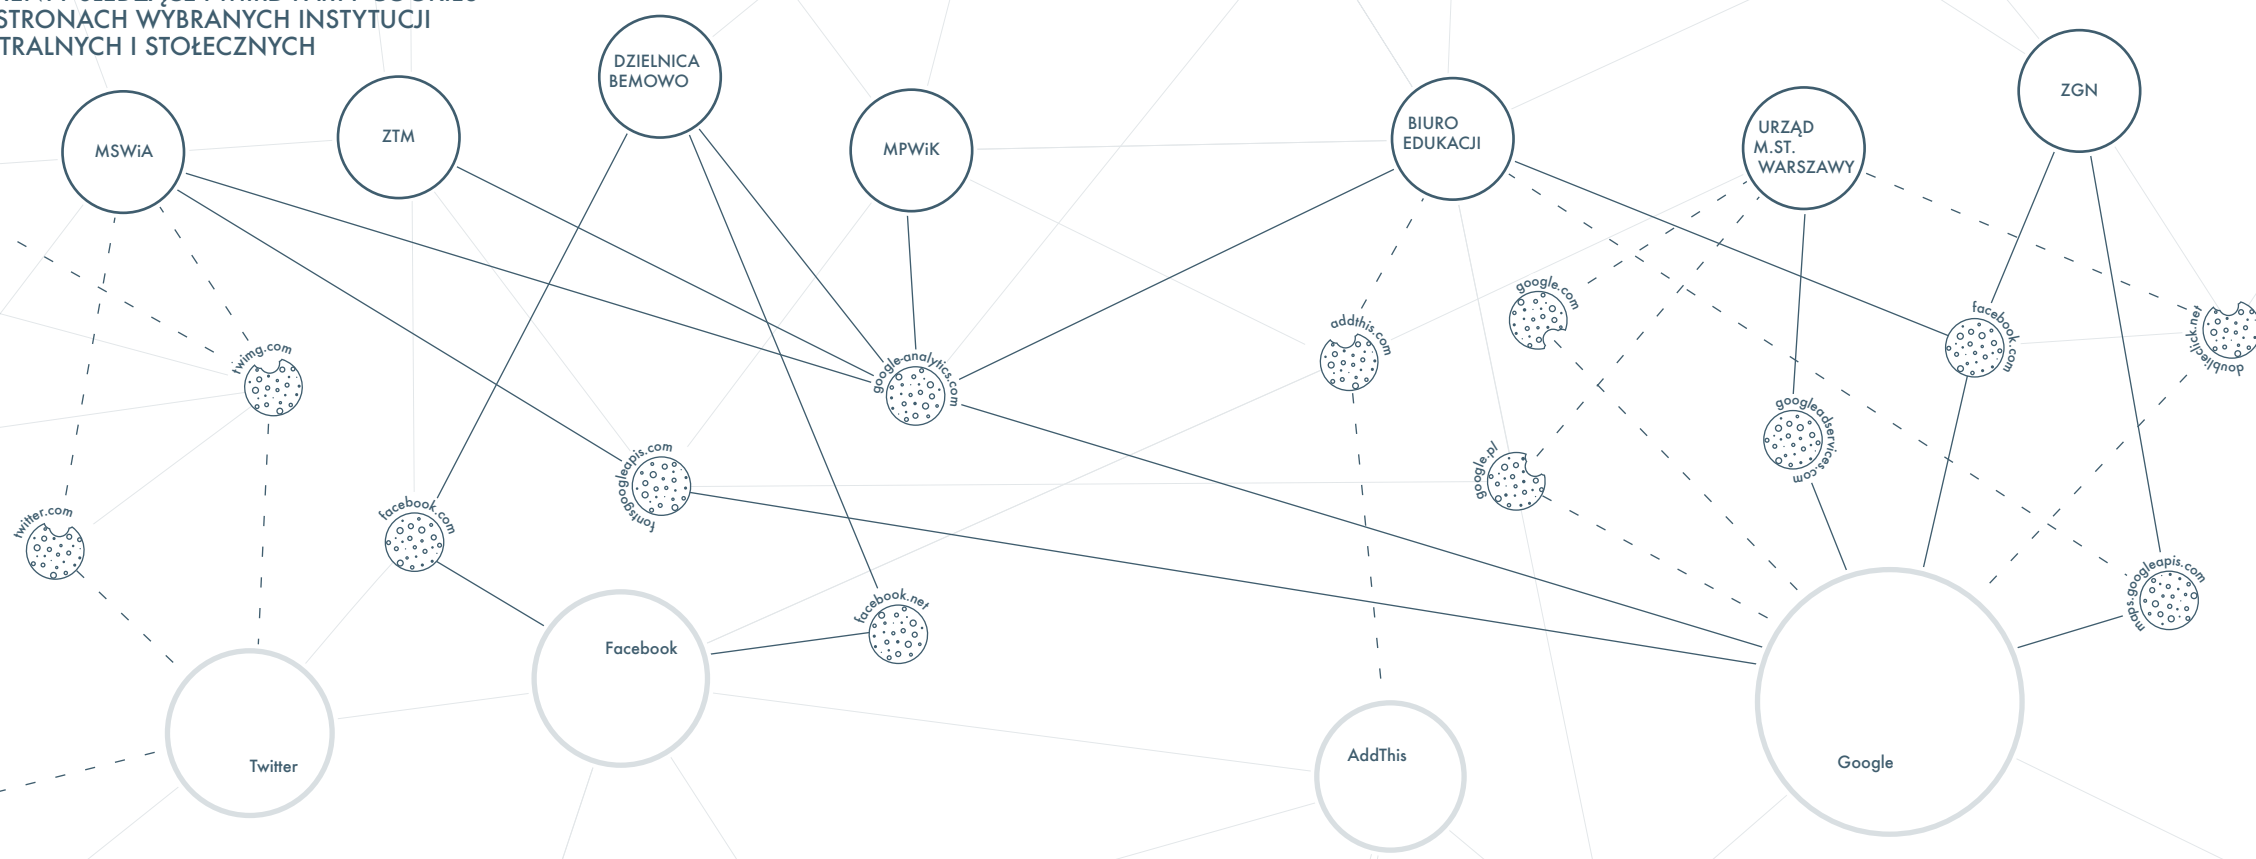 STRONACH WYBRANYCH INSTYTUCJI
TRALNYCH I STOŁECZNYCH
DZIELNICA
BEMOWO
MSWiA
ZTM
MPWiK
BIURO
EDUKACJI
URZĄD
M.ST.
WARSZAWY
ZGN
twimg.com
google-analytics.com
addthis.com
google.com
facebook.com
doublieclick.net
fontsgoogleapis.com
google.pl
googleadservices.com
twitter.com
facebook.com
facebook.net
maps.googleapis.com
Twitter
Facebook
AddThis
Google